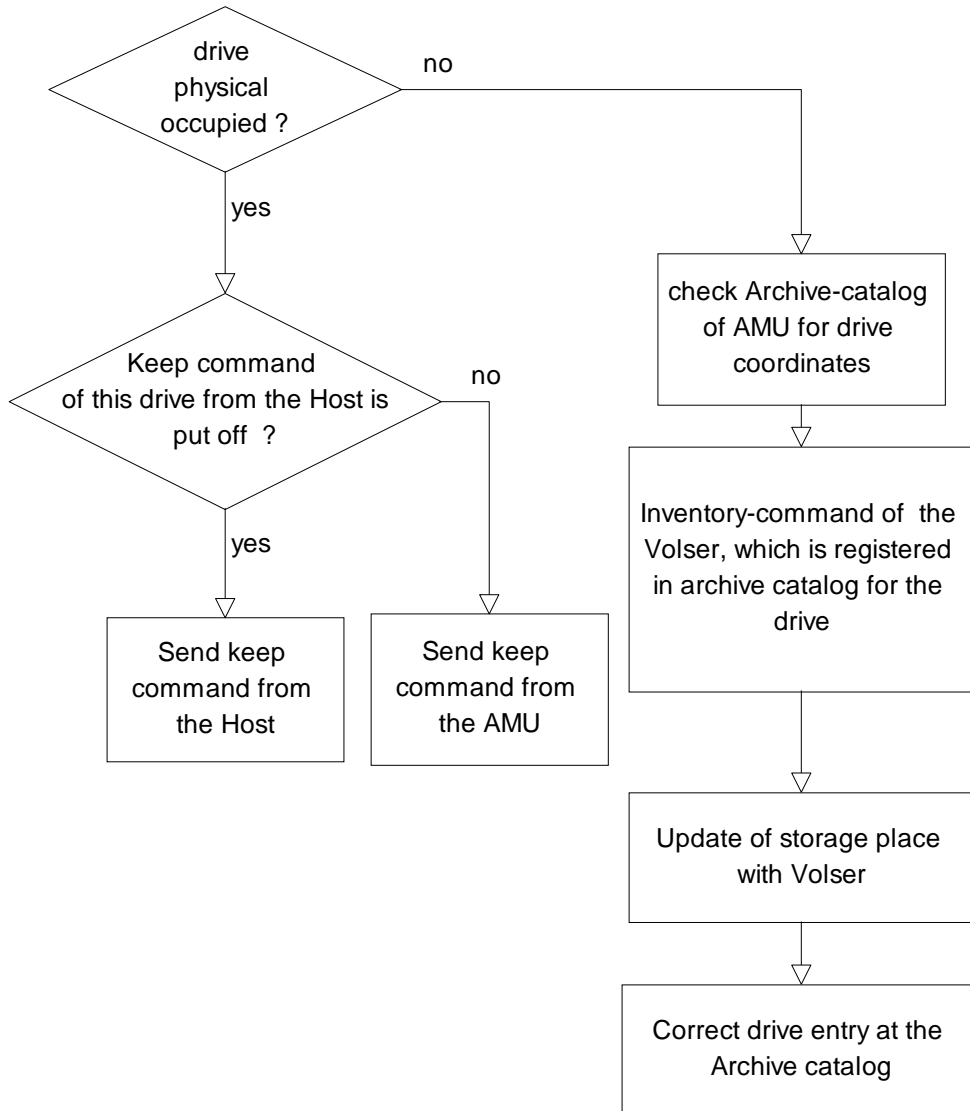 drive
physical
occupied ?
no
yes
check Archive-catalog
of AMU for drive
coordinates
Keep command
of this drive from the Host is
put off ?
no
yes
Inventory-command of the
Volser, which is registered
in archive catalog for the
drive
Send keep
command from
the Host
Send keep
command from
the AMU
Update of storage place
with Volser
Correct drive entry at the
Archive catalog